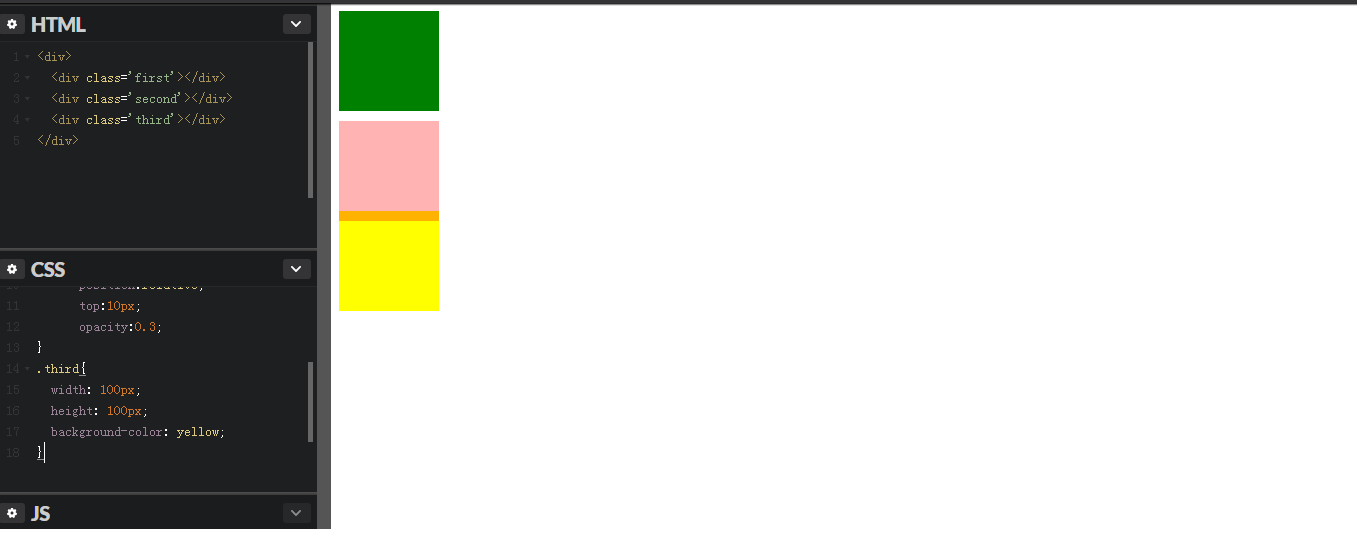 HTML
1 <div>
2 <div class='first'></div>
3 <div class='second'></div>
4 <div class='third'></div>
5 </div>
CSS
10 position:relative;
11 top:10px;
12 opacity:0.3;
13 }
14 .third{
15 width: 100px;
16 height: 100px;
17 background-color: yellow;
18 }
JS